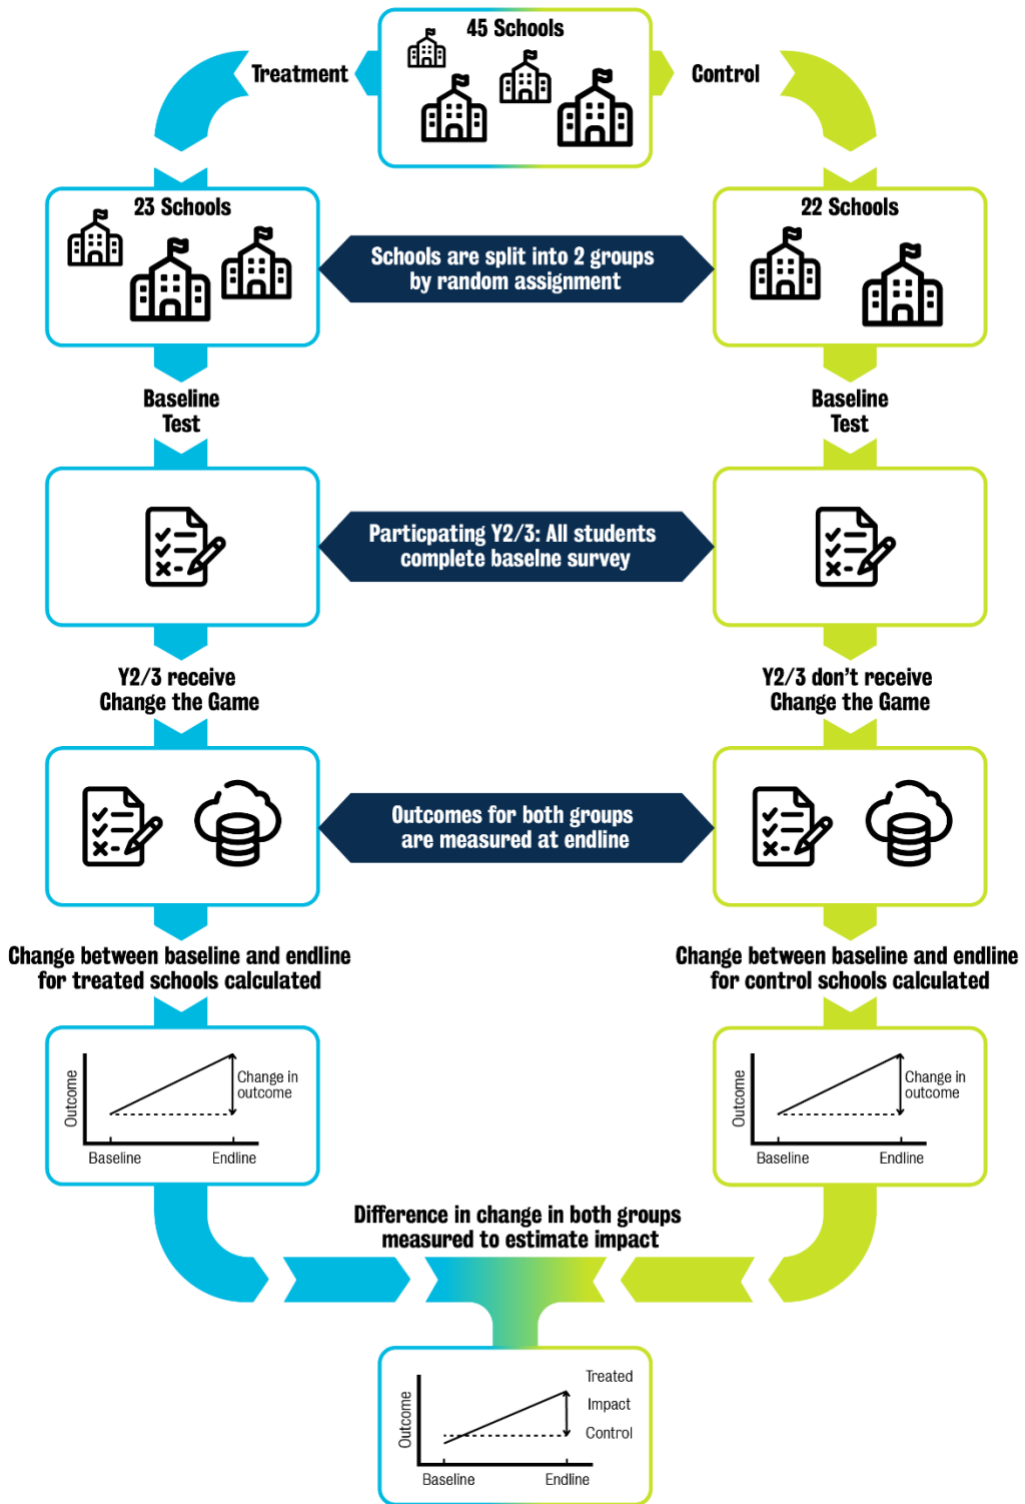 45 Schools
Treatment
Control
23 Schools
22 Schools
Schools are split into 2 groups
by random assignment
Baseline
Test
Baseline
Test
Particpating Y2/3: All students
complete baselne survey
Y2/3 receive
Change the Game
Y2/3 don't receive
Change the Game
Outcomes for both groups
are measured at endline
Change between baseline and endline
for treated schools calculated
Change between baseline and endline
for control schools calculated
Outcome
Change in
outcome
Baseline
Endline
Outcome
Change in
outcome
Baseline
Endline
Difference in change in both groups
measured to estimate impact
Outcome
Treated
Impact
Control
Baseline
Endline